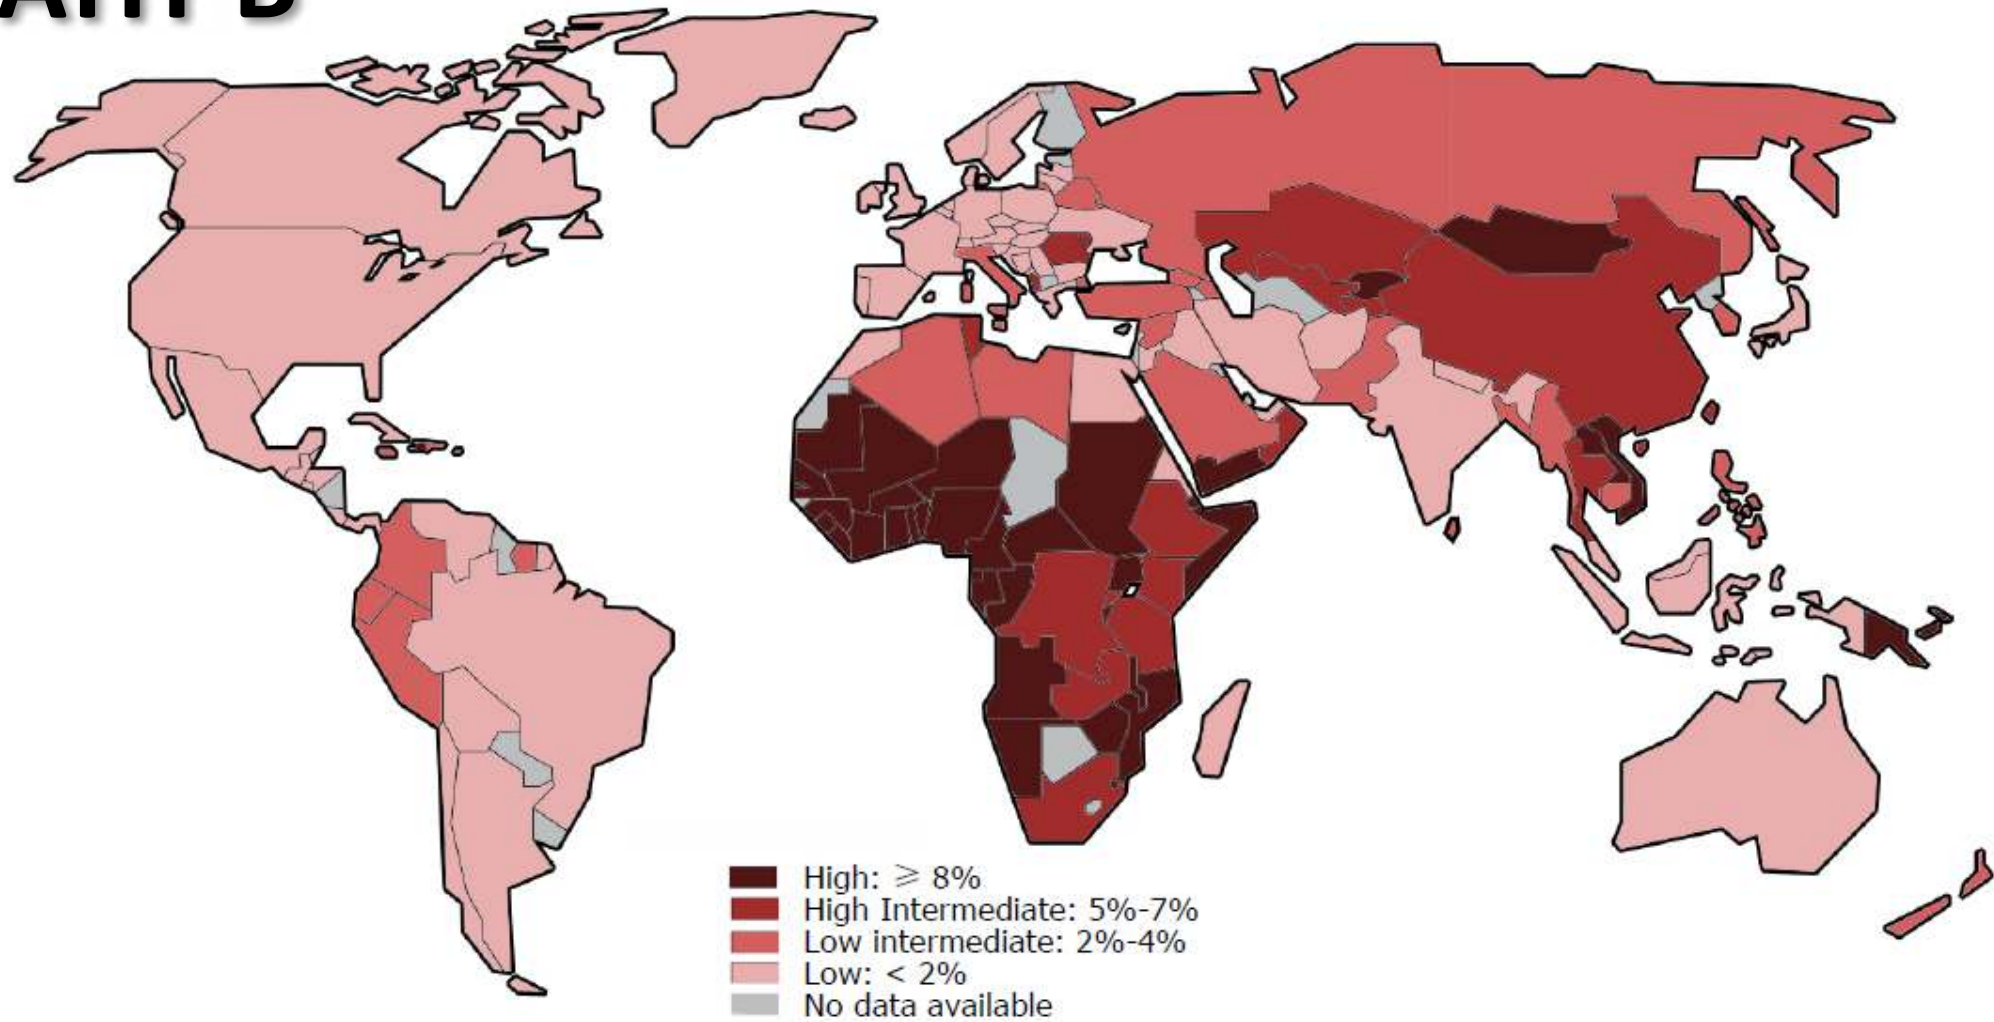 High: ⩾ 8%
High Intermediate: 5%-7%
Low intermediate: 2%-4%
Low: < 2%
No data available